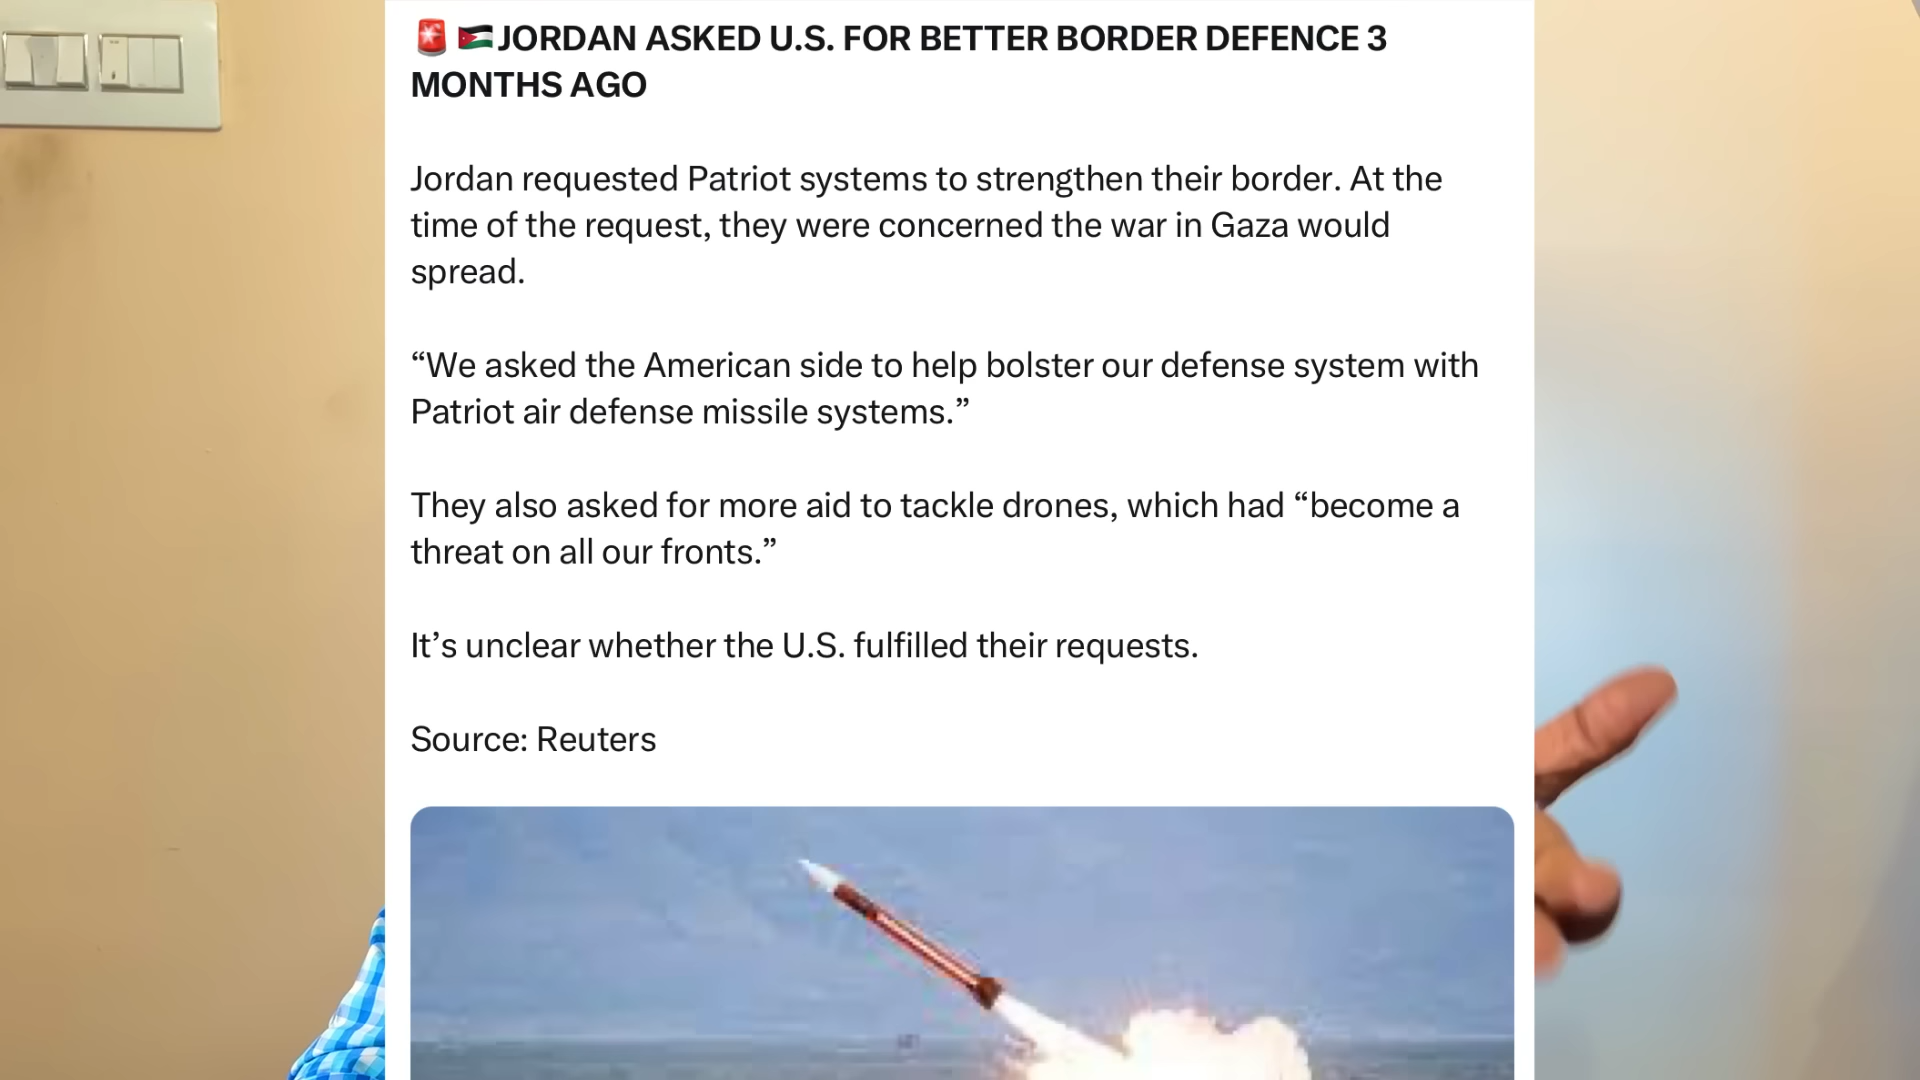 🚨 🇯🇴JORDAN ASKED U.S. FOR BETTER BORDER DEFENCE 3
MONTHS AGO
Jordan requested Patriot systems to strengthen their border. At the
time of the request, they were concerned the war in Gaza would
spread.
“We asked the American side to help bolster our defense system with
Patriot air defense missile systems.”
They also asked for more aid to tackle drones, which had “become a
threat on all our fronts.”
It’s unclear whether the U.S. fulfilled their requests.
Source: Reuters